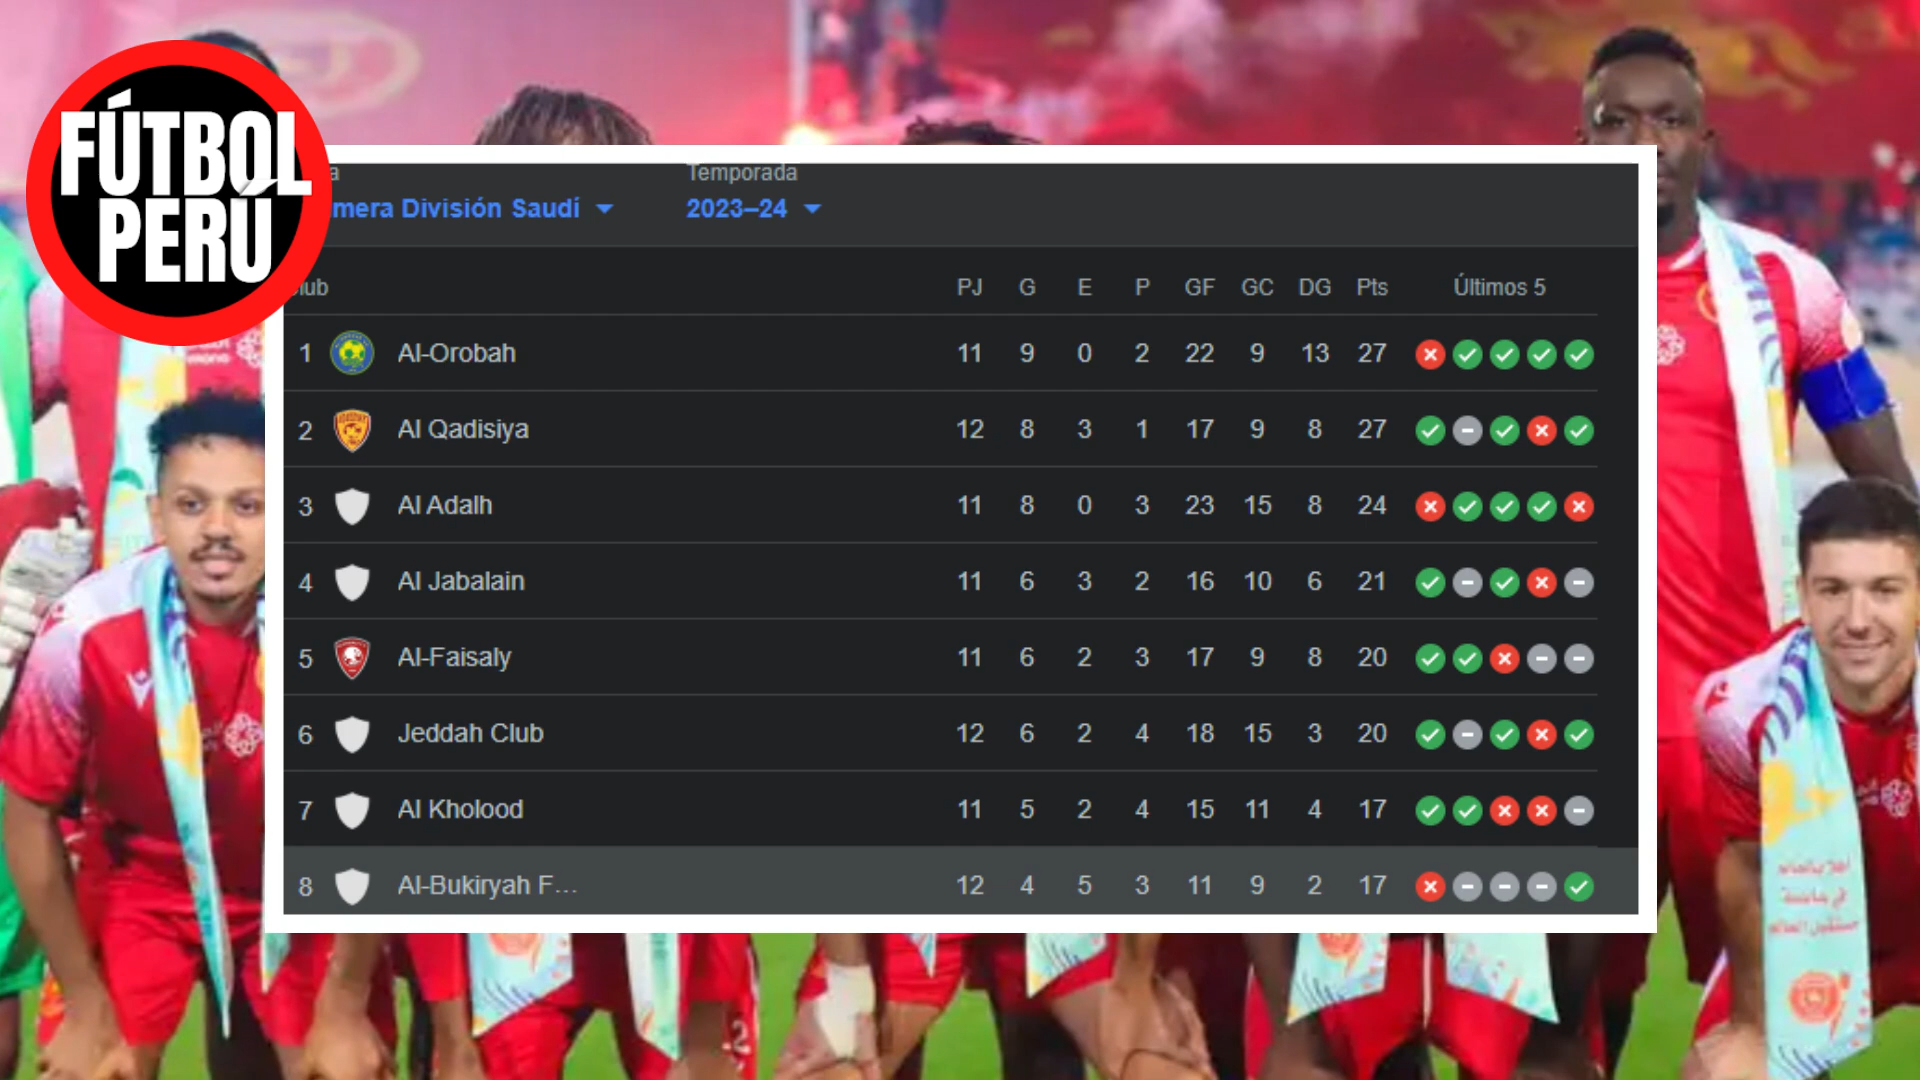 FÚTBOL
PERÚ
a Temporada
mera División Saudí 2023–24
lub PJ G E P GF GC DG Pts Últimos 5
1 Al-Orobah 11 9 0 2 22 9 13 27
2 Al Qadisiya 12 8 3 1 17 9 8 27
3 Al Adalh 11 8 0 3 23 15 8 24
4 Al Jabalain 11 6 3 2 16 10 6 21
5 Al-Faisaly 11 6 2 3 17 9 8 20
6 Jeddah Club 12 6 2 4 18 15 3 20
7 Al Kholood 11 5 2 4 15 11 4 17
8 Al-Bukiryah F... 12 4 5 3 11 9 2 17